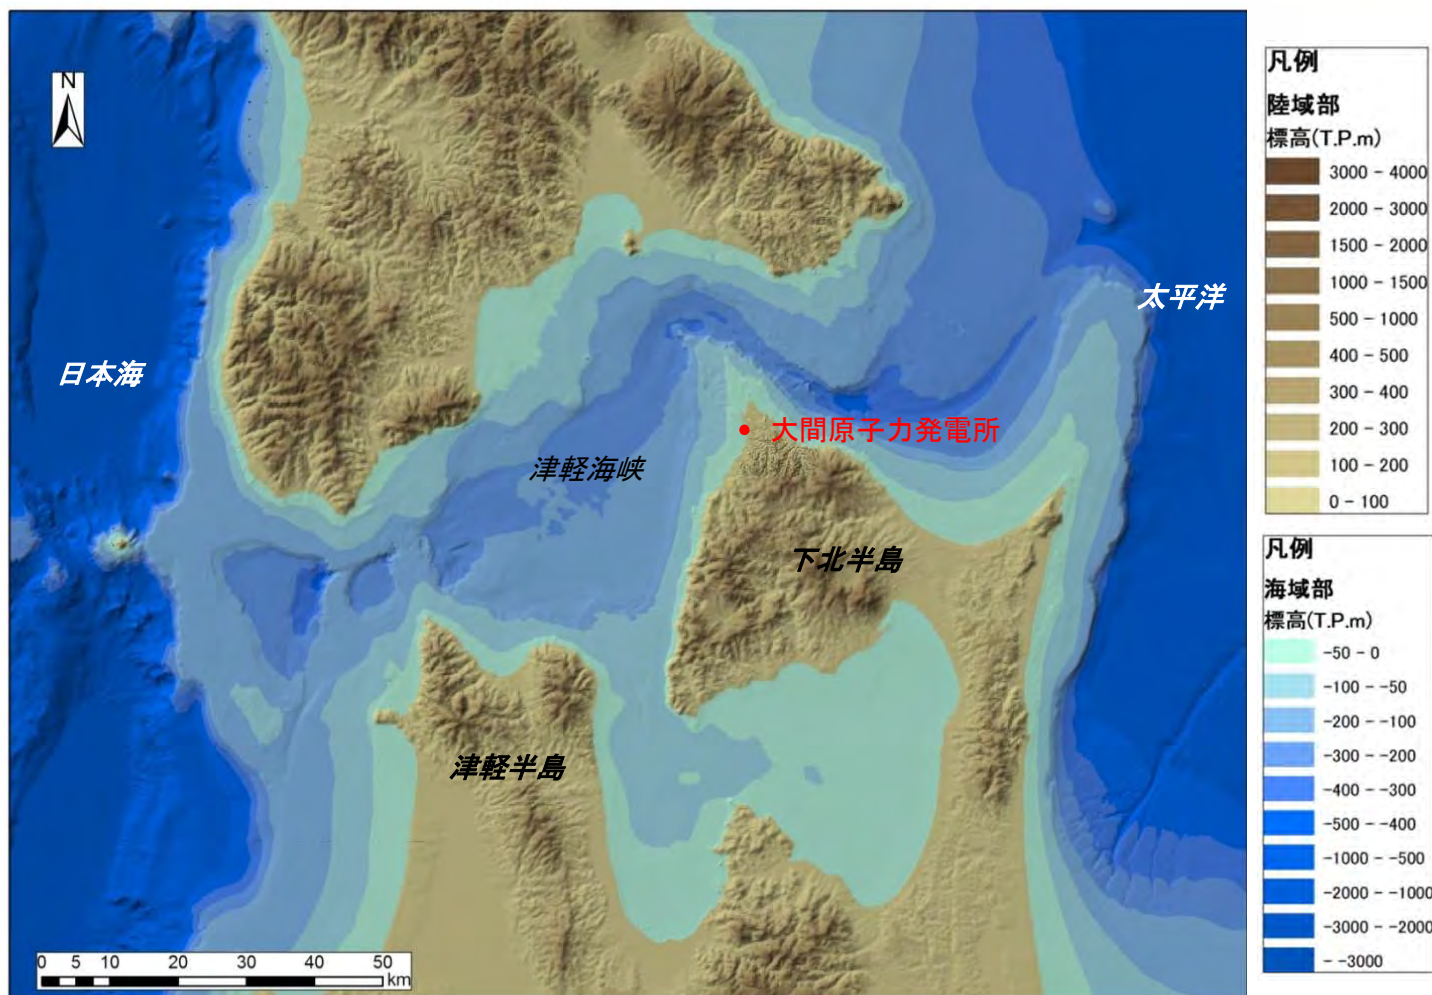 N
日本海
太平洋
大間原子力発電所
津軽海峡
下北半島
津軽半島
0 5 10 20 30 40 50
km
凡例
陸域部
標高(T.P.m)
3000 - 4000
2000 - 3000
1500 - 2000
1000 - 1500
500 - 1000
400 - 500
300 - 400
200 - 300
100 - 200
0 - 100
凡例
海域部
標高(T.P.m)
-50 - 0
-100 - -50
-200 - -100
-300 - -200
-400 - -300
-500 - -400
-1000 - -500
-2000 - -1000
-3000 - -2000
- -3000